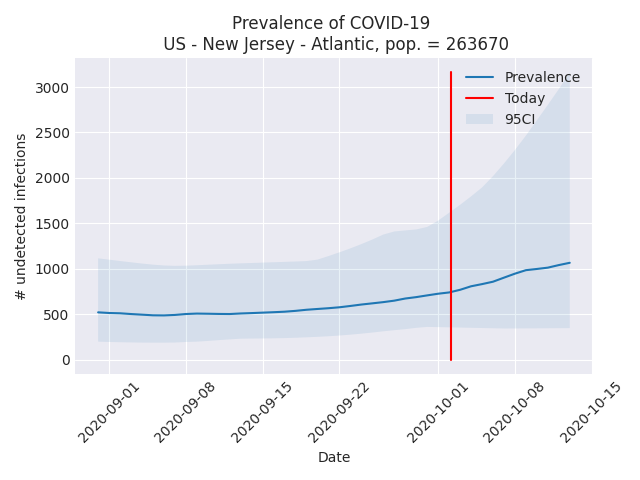 Prevalence of COVID-19
US - New Jersey - Atlantic, pop. = 263670
Prevalence
Today
95CI
3000
2500
2000
1500
1000
500
0
# undetected infections
2020-09-01
2020-09-08
2020-09-15
2020-09-22
2020-10-01
2020-10-08
2020-10-15
Date